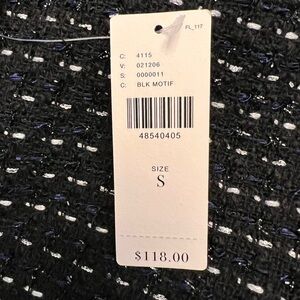 FL_117
C: 4115
V: 021206
S: 0000011
C: BLK MOTIF
48540405
SIZE
S
$118.00